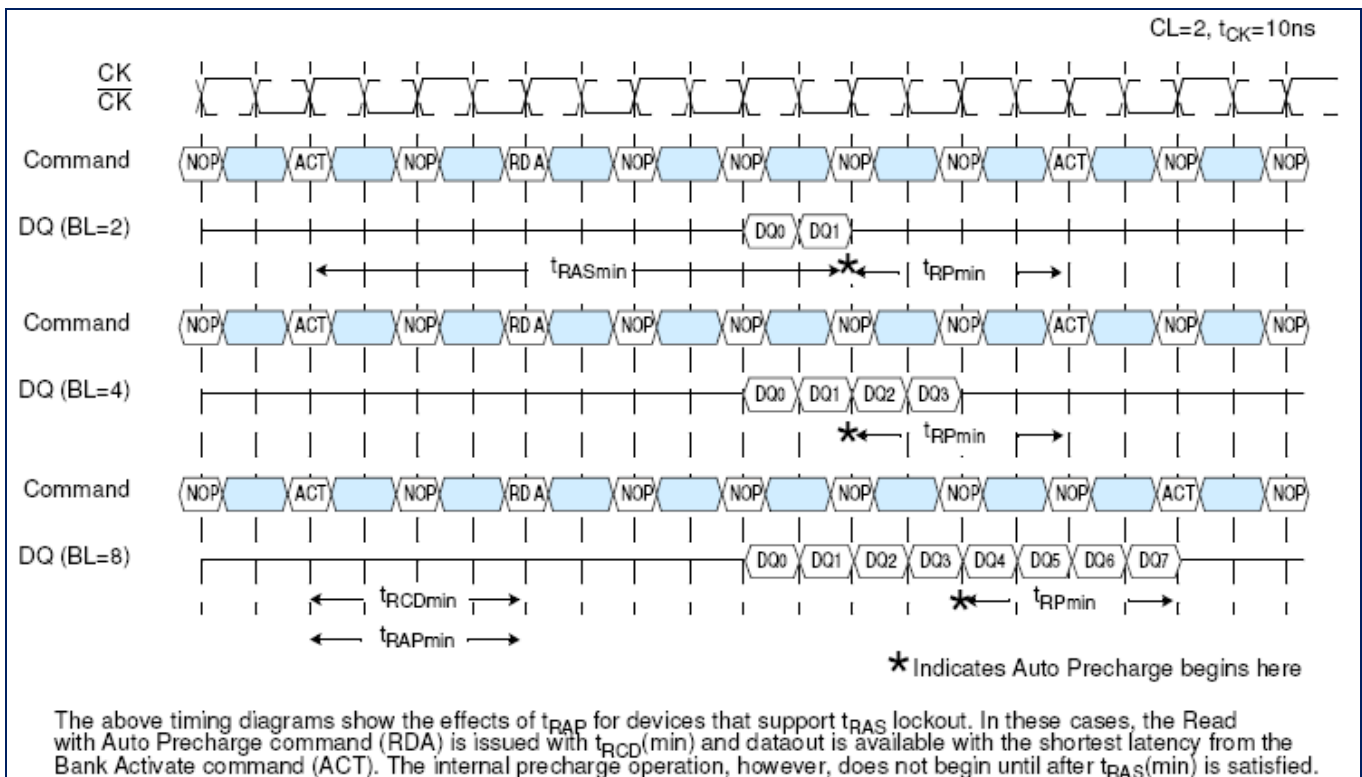 CL=2, tCK=10ns
CK
CK
Command NOP ACT NOP RDA NOP NOP NOP NOP ACT NOP NOP
DQ (BL=2) DQ0 DQ1
tRASmin * tRPmin
Command NOP ACT NOP RDA NOP NOP NOP NOP ACT NOP NOP
DQ (BL=4) DQ0 DQ1 DQ2 DQ3
* tRPmin
Command NOP ACT NOP RDA NOP NOP NOP NOP NOP ACT NOP
DQ (BL=8) DQ0 DQ1 DQ2 DQ3 DQ4 DQ5 DQ6 DQ7
tRCDmin * tRPmin
tRAPmin
* Indicates Auto Precharge begins here
The above timing diagrams show the effects of tRAP for devices that support tRAS lockout. In these cases, the Read
with Auto Precharge command (RDA) is issued with tRCD(min) and dataout is available with the shortest latency from the
Bank Activate command (ACT). The internal precharge operation, however, does not begin until after tRAS(min) is satisfied.